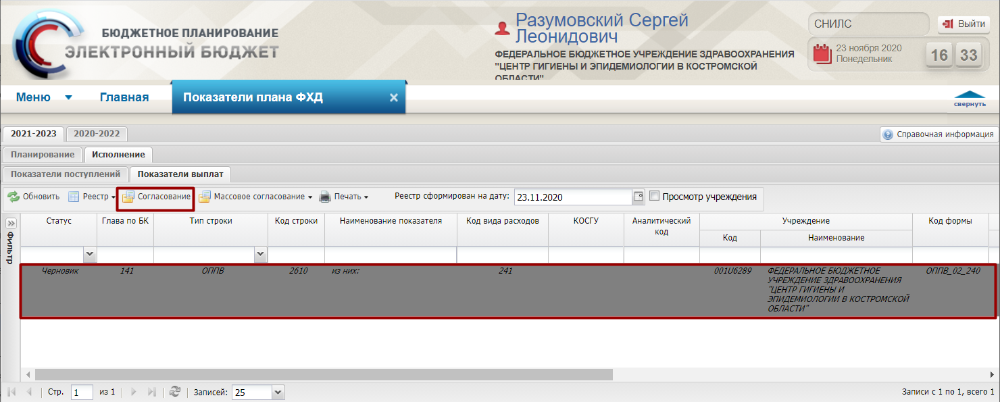 БЮДЖЕТНОЕ ПЛАНИРОВАНИЕ
ЭЛЕКТРОННЫЙ БЮДЖЕТ
Разумовский Сергей
Леонидович
ФЕДЕРАЛЬНОЕ БЮДЖЕТНОЕ УЧРЕЖДЕНИЕ ЗДРАВООХРАНЕНИЯ
"ЦЕНТР ГИГИЕНЫ И ЭПИДЕМИОЛОГИИ В КОСТРОМСКОЙ
ОБЛАСТИ"
СНИЛС
Выйти
23 ноября 2020
Понедельник
16 33
Меню Главная Показатели плана ФХД
свернуть
2021-2023 2020-2022 Справочная информация
Планирование Исполнение
Показатели поступлений Показатели выплат
Обновить Реестр Согласование Массовое согласование Печать Реестр сформирован на дату: 23.11.2020 Просмотр учреждения
Фильтр
Статус Глава по БК Тип строки Код строки Наименование показателя Код вида расходов КОСГУ Аналитический код Учреждение Код формы
Код Наименование
Черновик 141 ОППВ 2610 из них: 241 001U6289 ФЕДЕРАЛЬНОЕ БЮДЖЕТНОЕ ОППВ_02_240
УЧРЕЖДЕНИЕ ЗДРАВООХРАНЕНИЯ
"ЦЕНТР ГИГИЕНЫ И
ЭПИДЕМИОЛОГИИ В КОСТРОМСКОЙ
ОБЛАСТИ"
Стр. 1 из 1 Записей: 25 Записи с 1 по 1, всего 1